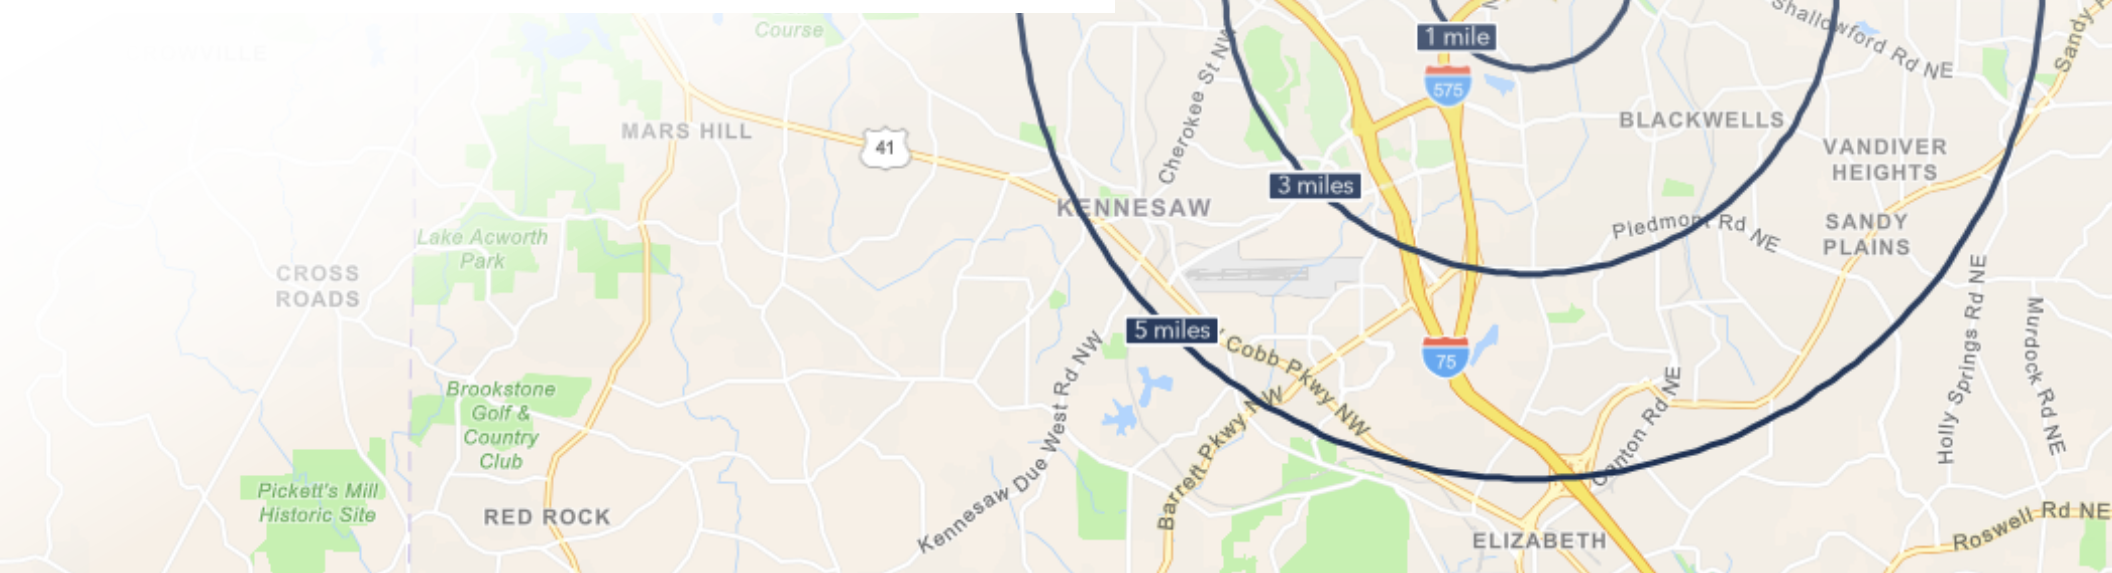 Course
1 mile
Shallowford Rd NE
Sandy
575
Cherokee St NW
BLACKWELLS
MARS HILL
41
VANDIVER
HEIGHTS
3 miles
KENNESAW
Piedmont Rd NE
SANDY
PLAINS
Lake Acworth
Park
CROSS
ROADS
5 miles
Cobb Pkwy NW
75
Holly Springs Rd NE
Murdock Rd NE
Kennesaw Due West Rd NW
Barrett Pkwy NW
Canton Rd NE
Brookstone
Golf &
Country
Club
Pickett's Mill
Historic Site
RED ROCK
ELIZABETH
Roswell Rd NE